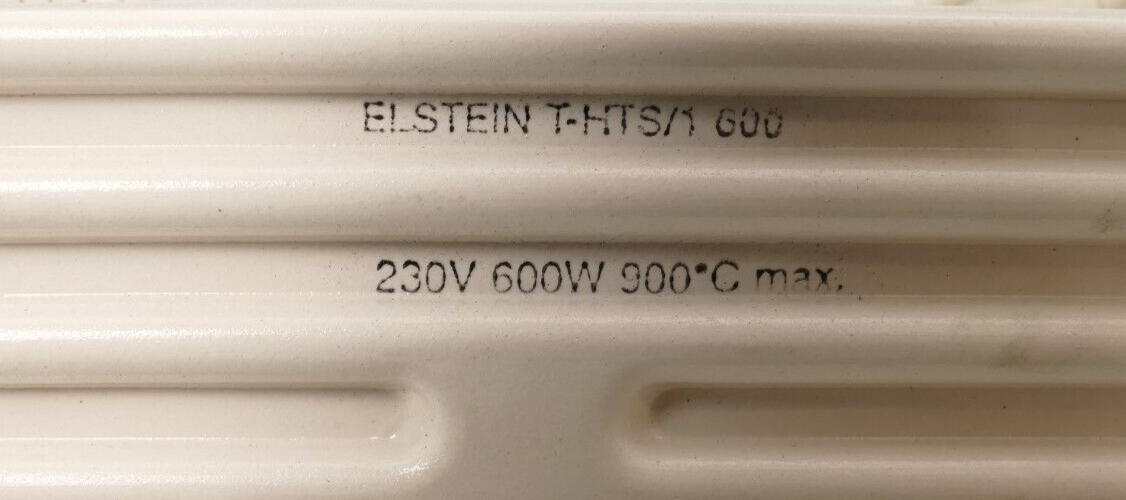 ELSTEIN T-HTS/1 600
230V 600W 900°C max.